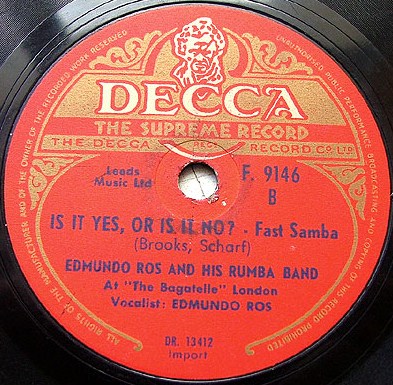 DECCA
THE SUPREME RECORD
THE DECCA RECORD CO. LTD.
Leeds
Music Ltd
F. 9146
B
IS IT YES, OR IS IT NO? - Fast Samba
(Brooks, Scharf)
EDMUNDO ROS AND HIS RUMBA BAND
At "The Bagatelle" London
Vocalist: EDMUNDO ROS
DR. 13412
Import
ALL RIGHTS OF THE MANUFACTURER AND OF THE OWNER OF THE RECORDED WORK RESERVED
UNAUTHORISED PUBLIC PERFORMANCE BROADCASTING AND COPYING OF THIS RECORD PROHIBITED